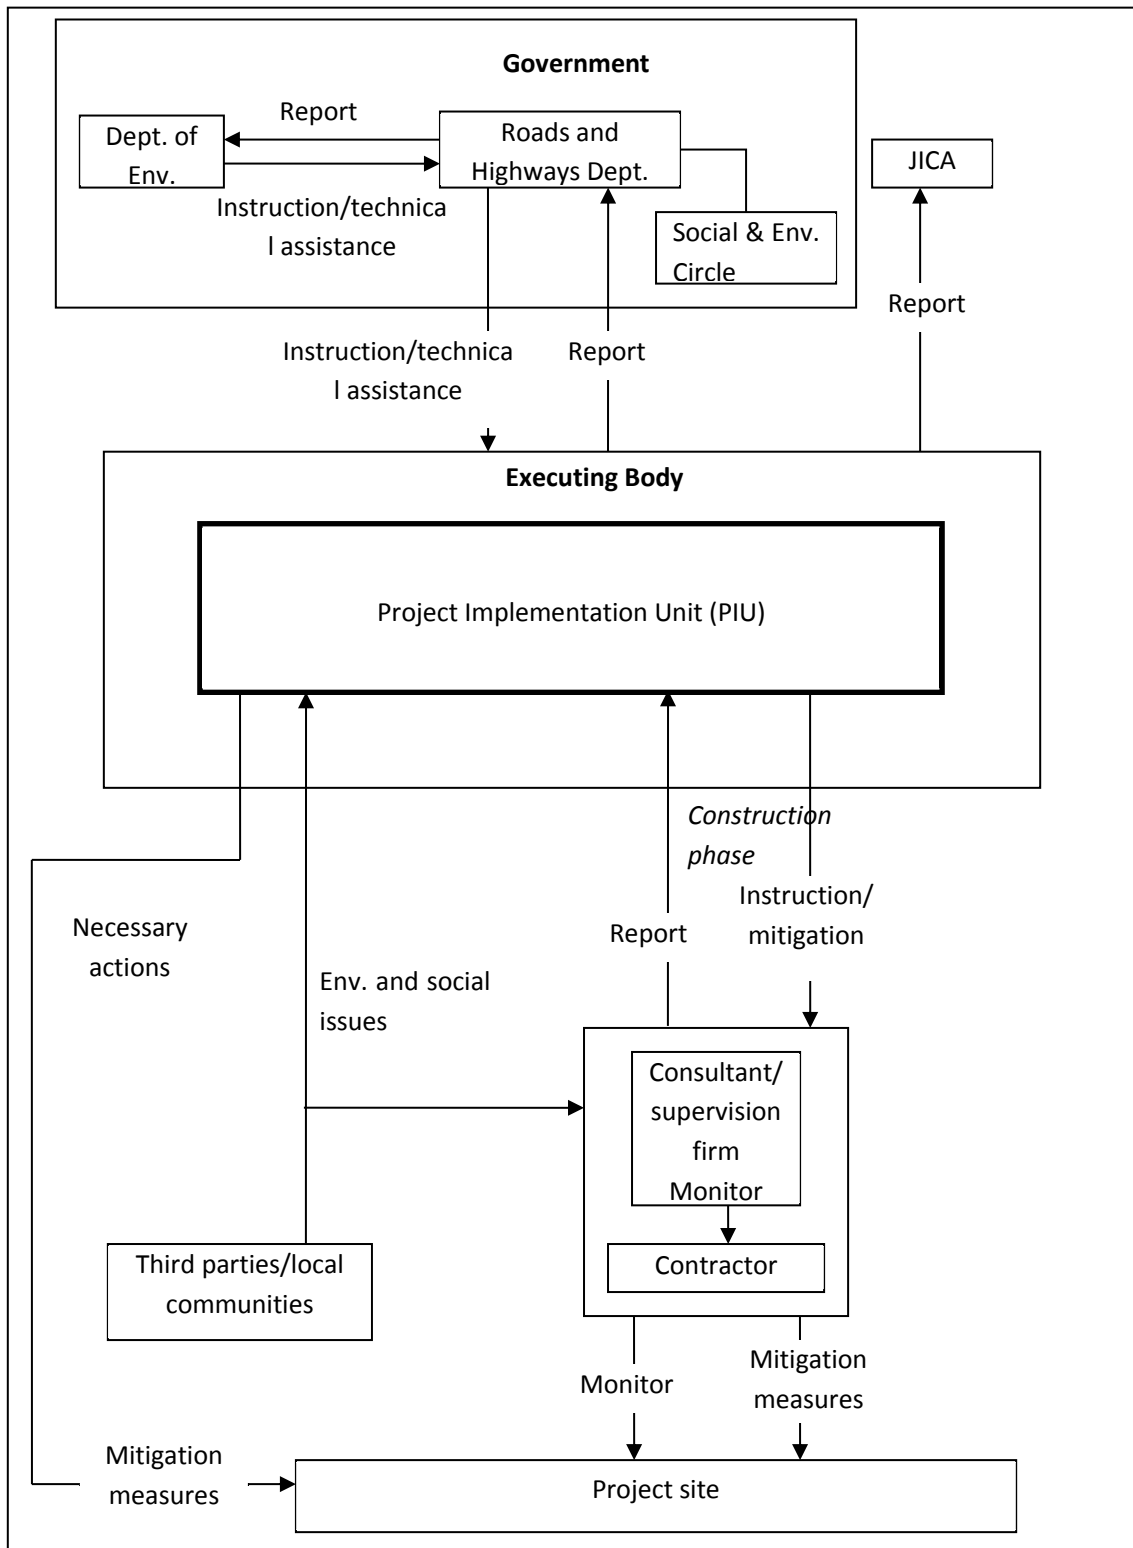 Government
Report
Dept. of
Env.
Roads and
Highways Dept.
JICA
Instruction/technica
l assistance
Social & Env.
Circle
Report
Instruction/technica
l assistance
Report
Executing Body
Project Implementation Unit (PIU)
Construction
phase
Instruction/
mitigation
Necessary
actions
Report
Env. and social
issues
Consultant/
supervision
firm
Monitor
Contractor
Third parties/local
communities
Monitor
Mitigation
measures
Mitigation
measures
Project site